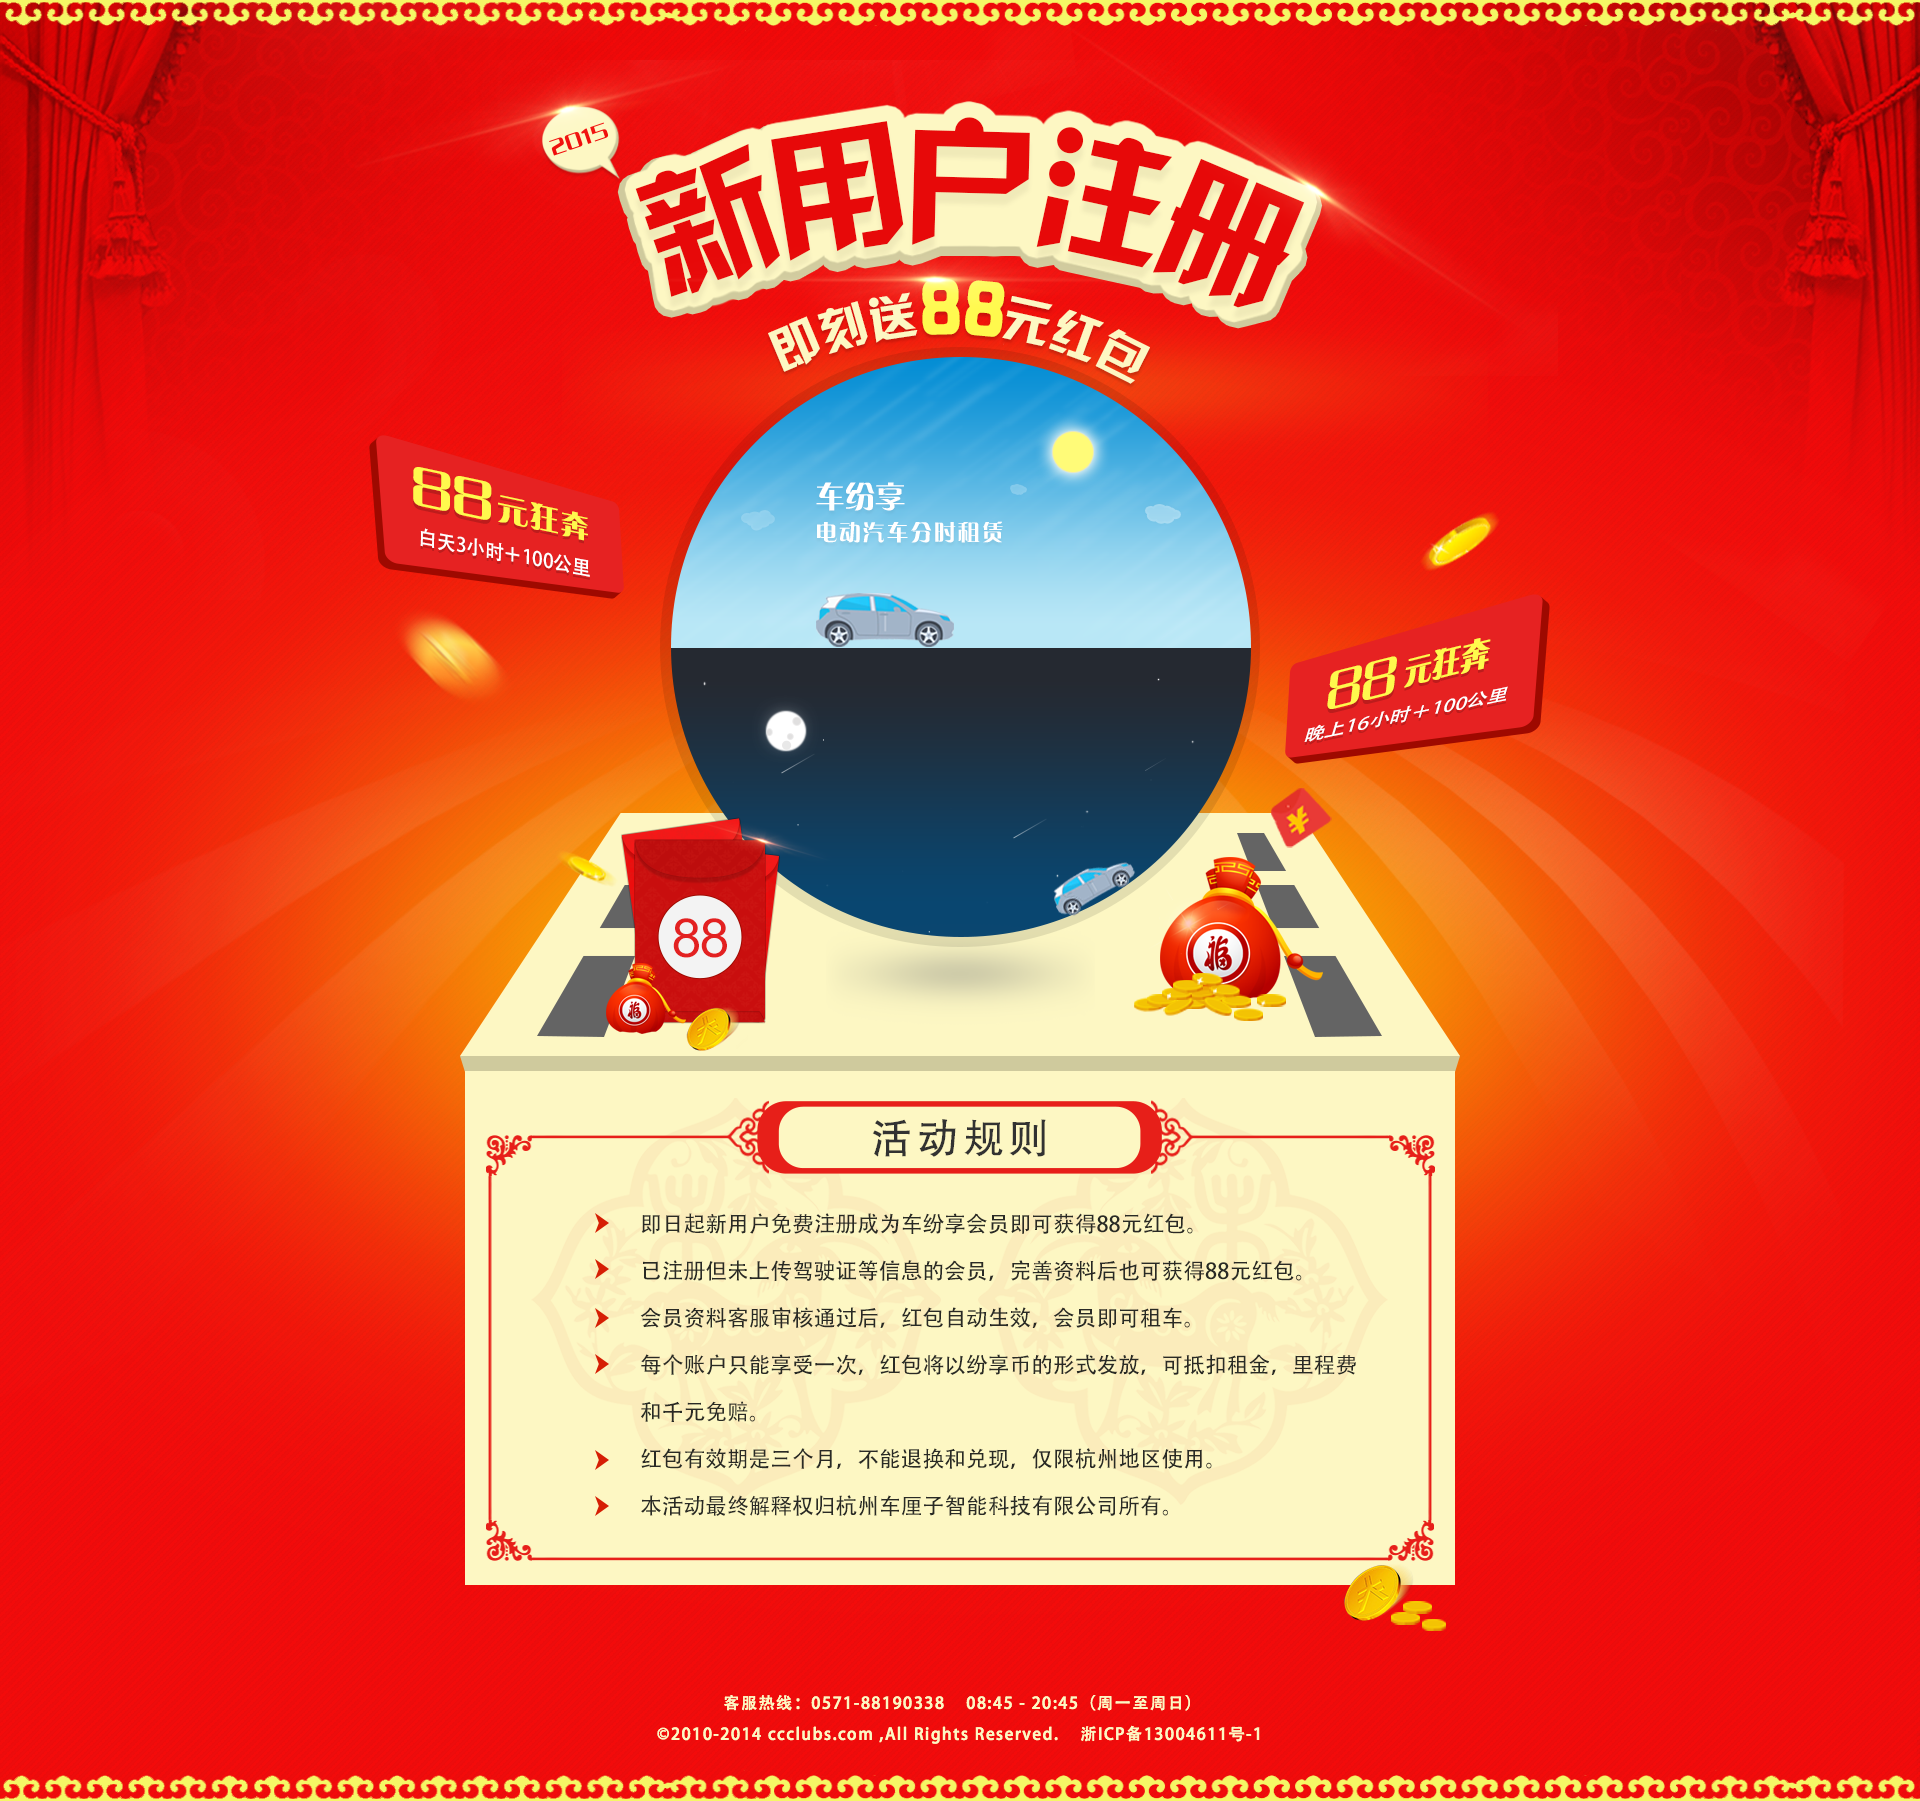 2015
新用户注册
即刻送88元红包
88元狂奔
白天3小时+100公里
车纷享
电动汽车分时租赁
88元狂奔
晚上16小时+100公里
¥
88
福
福
活动规则
即日起新用户免费注册成为车纷享会员即可获得88元红包。
已注册但未上传驾驶证等信息的会员，完善资料后也可获得88元红包。
会员资料客服审核通过后，红包自动生效，会员即可租车。
每个账户只能享受一次，红包将以纷享币的形式发放，可抵扣租金，里程费
和千元免赔。
红包有效期是三个月，不能退换和兑现，仅限杭州地区使用。
本活动最终解释权归杭州车厘子智能科技有限公司所有。
客服热线：0571-88190338 08:45 - 20:45（周一至周日）
©2010-2014 ccclubs.com ,All Rights Reserved. 浙ICP备13004611号-1